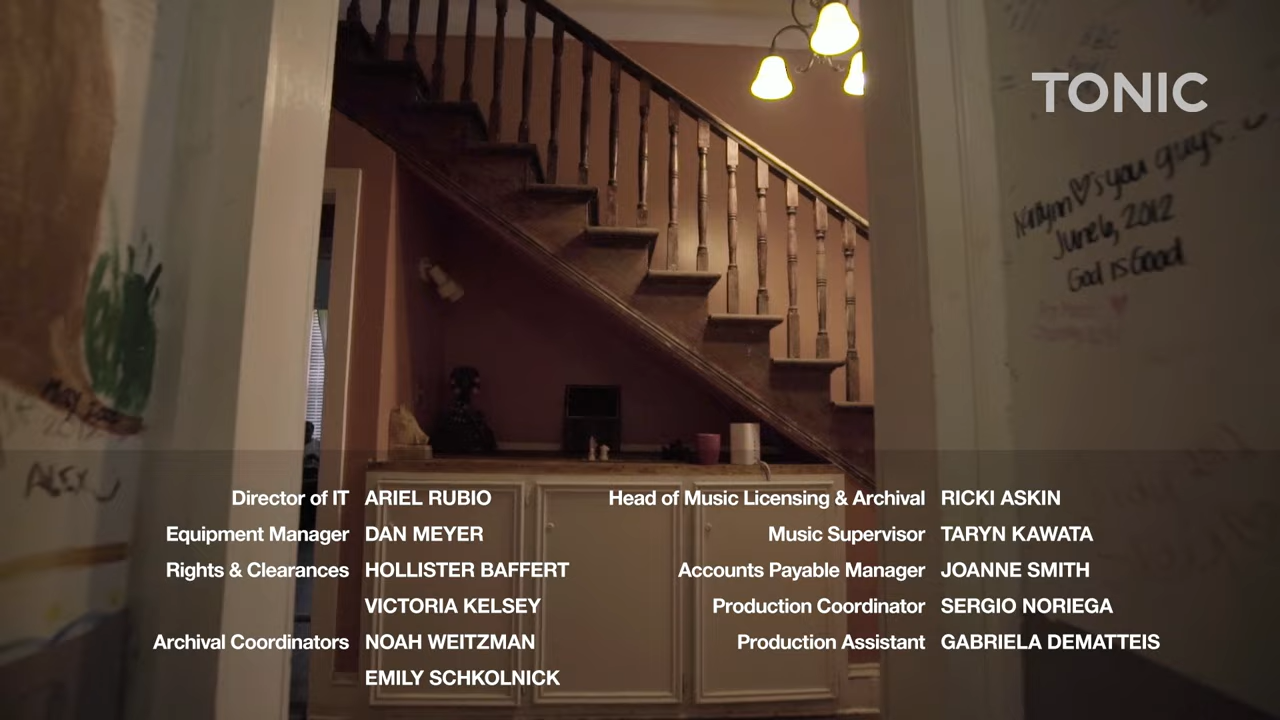 TONIC
Kaitlynn ♡'s you guys.
June 6, 2012
God is Good
ALEX
Director of IT ARIEL RUBIO
Equipment Manager DAN MEYER
Rights & Clearances HOLLISTER BAFFERT
VICTORIA KELSEY
Archival Coordinators NOAH WEITZMAN
EMILY SCHKOLNICK
Head of Music Licensing & Archival RICKI ASKIN
Music Supervisor TARYN KAWATA
Accounts Payable Manager JOANNE SMITH
Production Coordinator SERGIO NORIEGA
Production Assistant GABRIELA DEMATTEIS